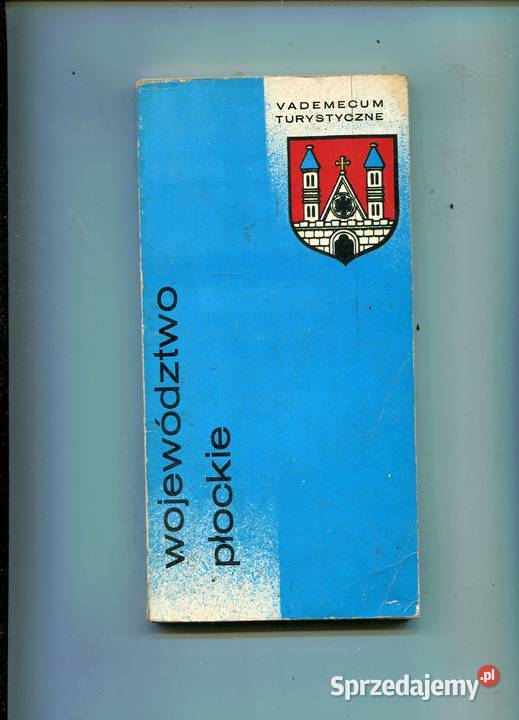 VADEMECUM
TURYSTYCZNE
województwo
płockie
Sprzedajemy.pl